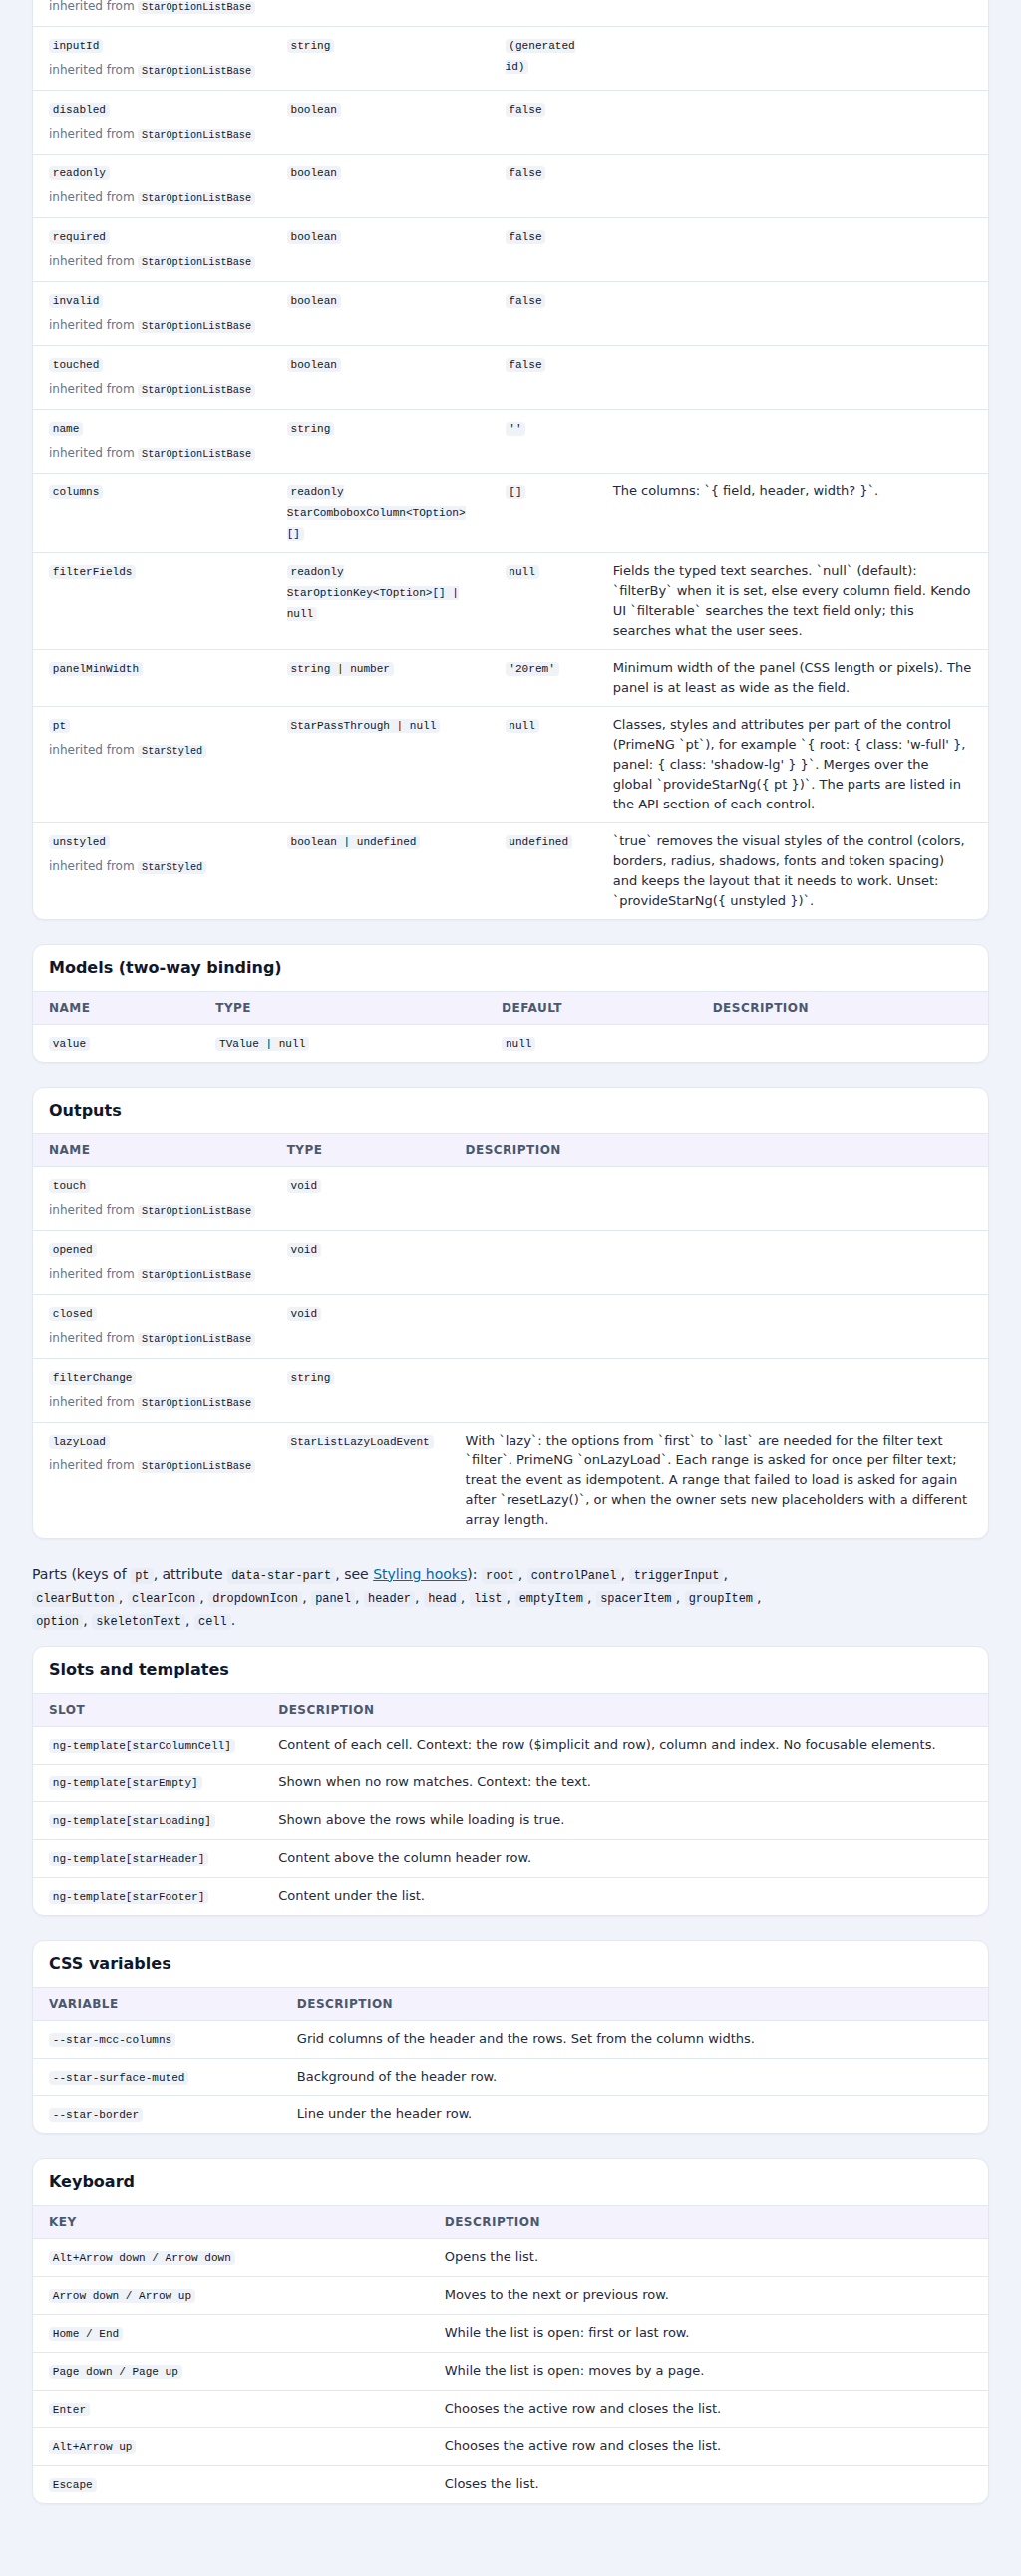 inherited from StarOptionListBase
inputId string (generated
id)
inherited from StarOptionListBase
disabled boolean false
inherited from StarOptionListBase
readonly boolean false
inherited from StarOptionListBase
required boolean false
inherited from StarOptionListBase
invalid boolean false
inherited from StarOptionListBase
touched boolean false
inherited from StarOptionListBase
name string ''
inherited from StarOptionListBase
columns readonly [] The columns: `{ field, header, width? }`.
StarComboboxColumn<TOption>
[]
filterFields readonly null Fields the typed text searches. `null` (default):
StarOptionKey<TOption>[] | `filterBy` when it is set, else every column field. Kendo
null UI `filterable` searches the text field only; this
searches what the user sees.
panelMinWidth string | number '20rem' Minimum width of the panel (CSS length or pixels). The
panel is at least as wide as the field.
pt StarPassThrough | null null Classes, styles and attributes per part of the control
inherited from StarStyled (PrimeNG `pt`), for example `{ root: { class: 'w-full' },
panel: { class: 'shadow-lg' } }`. Merges over the
global `provideStarNg({ pt })`. The parts are listed in
the API section of each control.
unstyled boolean | undefined undefined `true` removes the visual styles of the control (colors,
inherited from StarStyled borders, radius, shadows, fonts and token spacing)
and keeps the layout that it needs to work. Unset:
`provideStarNg({ unstyled })`.
Models (two-way binding)
NAME TYPE DEFAULT DESCRIPTION
value TValue | null null
Outputs
NAME TYPE DESCRIPTION
touch void
inherited from StarOptionListBase
opened void
inherited from StarOptionListBase
closed void
inherited from StarOptionListBase
filterChange string
inherited from StarOptionListBase
lazyLoad StarListLazyLoadEvent With `lazy`: the options from `first` to `last` are needed for the filter text
inherited from StarOptionListBase `filter`. PrimeNG `onLazyLoad`. Each range is asked for once per filter text;
treat the event as idempotent. A range that failed to load is asked for again
after `resetLazy()`, or when the owner sets new placeholders with a different
array length.
Parts (keys of pt, attribute data-star-part, see Styling hooks): root, controlPanel, triggerInput,
clearButton, clearIcon, dropdownIcon, panel, header, head, list, emptyItem, spacerItem, groupItem,
option, skeletonText, cell.
Slots and templates
SLOT DESCRIPTION
ng-template[starColumnCell] Content of each cell. Context: the row ($implicit and row), column and index. No focusable elements.
ng-template[starEmpty] Shown when no row matches. Context: the text.
ng-template[starLoading] Shown above the rows while loading is true.
ng-template[starHeader] Content above the column header row.
ng-template[starFooter] Content under the list.
CSS variables
VARIABLE DESCRIPTION
--star-mcc-columns Grid columns of the header and the rows. Set from the column widths.
--star-surface-muted Background of the header row.
--star-border Line under the header row.
Keyboard
KEY DESCRIPTION
Alt+Arrow down / Arrow down Opens the list.
Arrow down / Arrow up Moves to the next or previous row.
Home / End While the list is open: first or last row.
Page down / Page up While the list is open: moves by a page.
Enter Chooses the active row and closes the list.
Alt+Arrow up Chooses the active row and closes the list.
Escape Closes the list.